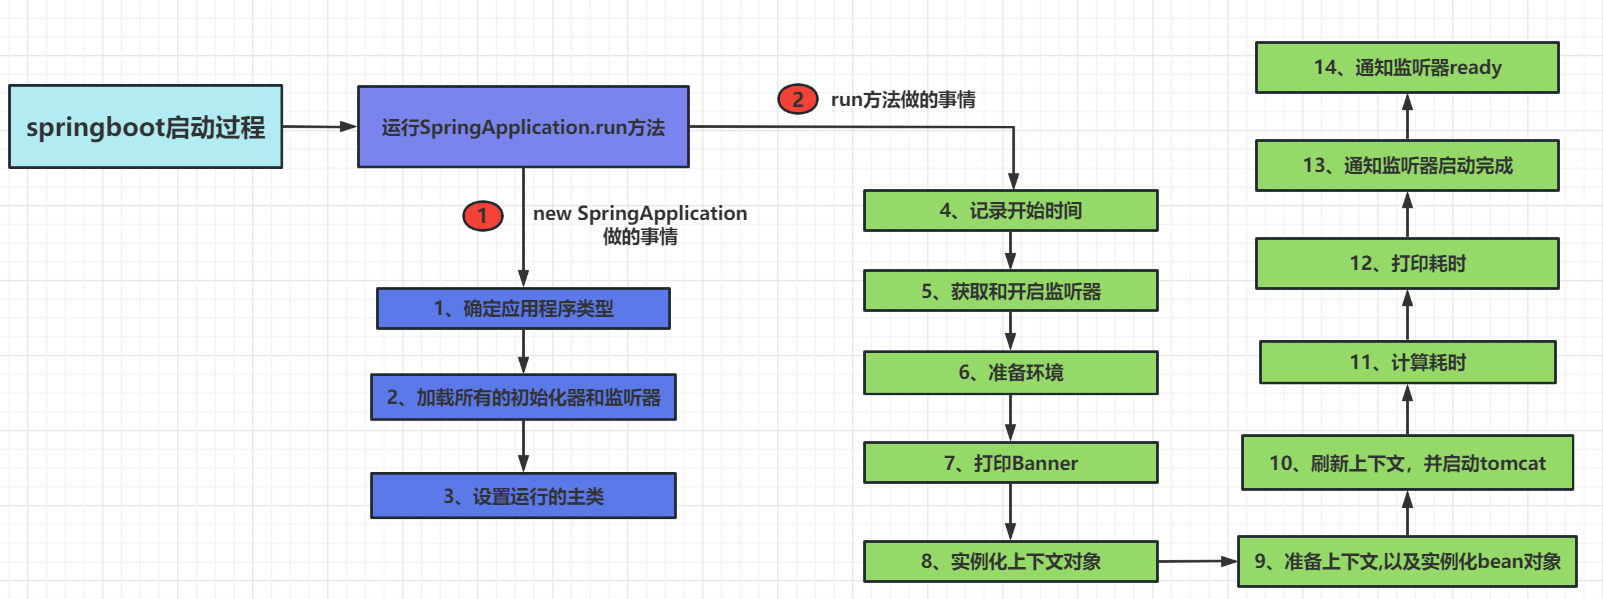 springboot启动过程
运行SpringApplication.run方法
1
new SpringApplication
做的事情
1、确定应用程序类型
2、加载所有的初始化器和监听器
3、设置运行的主类
2
run方法做的事情
4、记录开始时间
5、获取和开启监听器
6、准备环境
7、打印Banner
8、实例化上下文对象
9、准备上下文,以及实例化bean对象
10、刷新上下文，并启动tomcat
11、计算耗时
12、打印耗时
13、通知监听器启动完成
14、通知监听器ready